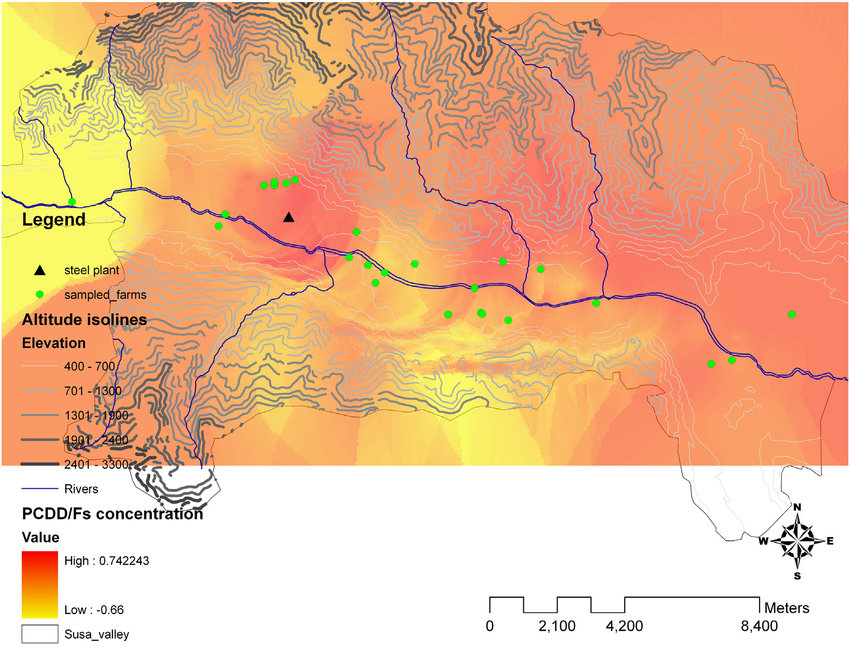 Legend
steel plant
sampled_farms
Altitude isolines
Elevation
400 - 700
701 - 1300
1301 - 1900
1901 - 2400
2401 - 3300
Rivers
PCDD/Fs concentration
Value
High : 0.742243
Low : -0.66
Susa_valley
N
W E
S
Meters
0 2,100 4,200 8,400